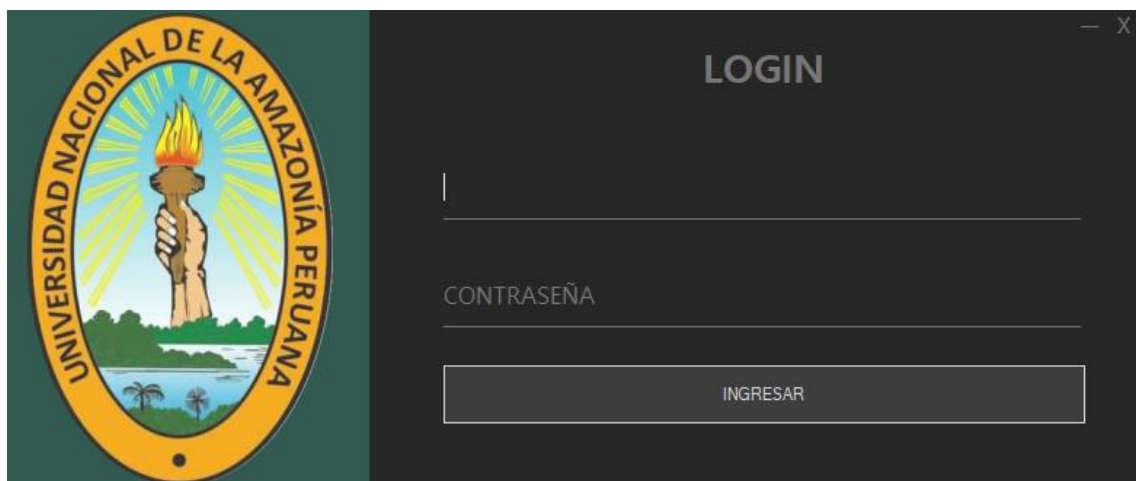 UNIVERSIDAD NACIONAL DE LA AMAZONÍA PERUANA
— X
LOGIN
CONTRASEÑA
INGRESAR